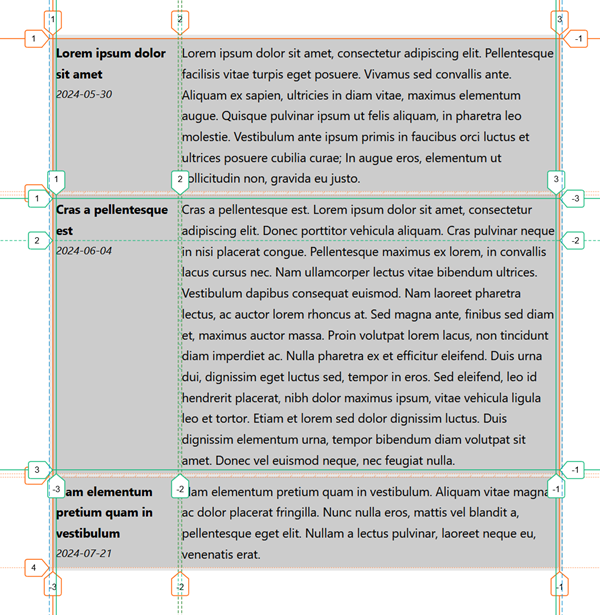 1 2 3
1 -1
Lorem ipsum dolor
sit amet
2024-05-30
Lorem ipsum dolor sit amet, consectetur adipiscing elit. Pellentesque
facilisis vitae turpis eget posuere. Vivamus sed convallis ante.
Aliquam ex sapien, ultricies in diam vitae, maximus elementum
augue. Quisque pulvinar ipsum ut felis aliquam, in pharetra leo
molestie. Vestibulum ante ipsum primis in faucibus orci luctus et
ultrices posuere cubilia curae; In augue eros, elementum ut
sollicitudin non, gravida eu justo.
1 2 3
1 -3
Cras a pellentesque
est
2024-06-04
2 -2
Cras a pellentesque est. Lorem ipsum dolor sit amet, consectetur
adipiscing elit. Donec porttitor vehicula aliquam. Cras pulvinar neque
in nisi placerat congue. Pellentesque maximus ex lorem, in convallis
lacus cursus nec. Nam ullamcorper lectus vitae bibendum ultrices.
Vestibulum dapibus consequat euismod. Nam laoreet pharetra
lectus, ac auctor lorem rhoncus at. Sed magna ante, finibus sed diam
et, maximus auctor massa. Proin volutpat lorem lacus, non tincidunt
diam imperdiet ac. Nulla pharetra ex et efficitur eleifend. Duis urna
dui, dignissim eget luctus sed, tempor in eros. Sed eleifend, leo id
hendrerit placerat, nibh dolor maximus ipsum, vitae vehicula ligula
leo et tortor. Etiam et lorem sed dolor dignissim luctus. Duis
dignissim elementum urna, tempor bibendum diam volutpat sit
amet. Donec vel euismod neque, nec feugiat nulla.
3 -1
-3 -2 -1
elementum
pretium quam in
vestibulum
2024-07-21
elementum pretium quam in vestibulum. Aliquam vitae magna
ac dolor placerat fringilla. Nunc nulla eros, mattis vel blandit a,
pellentesque eget elit. Nullam a lectus pulvinar, laoreet neque eu,
venenatis erat.
4
-3 -2 -1